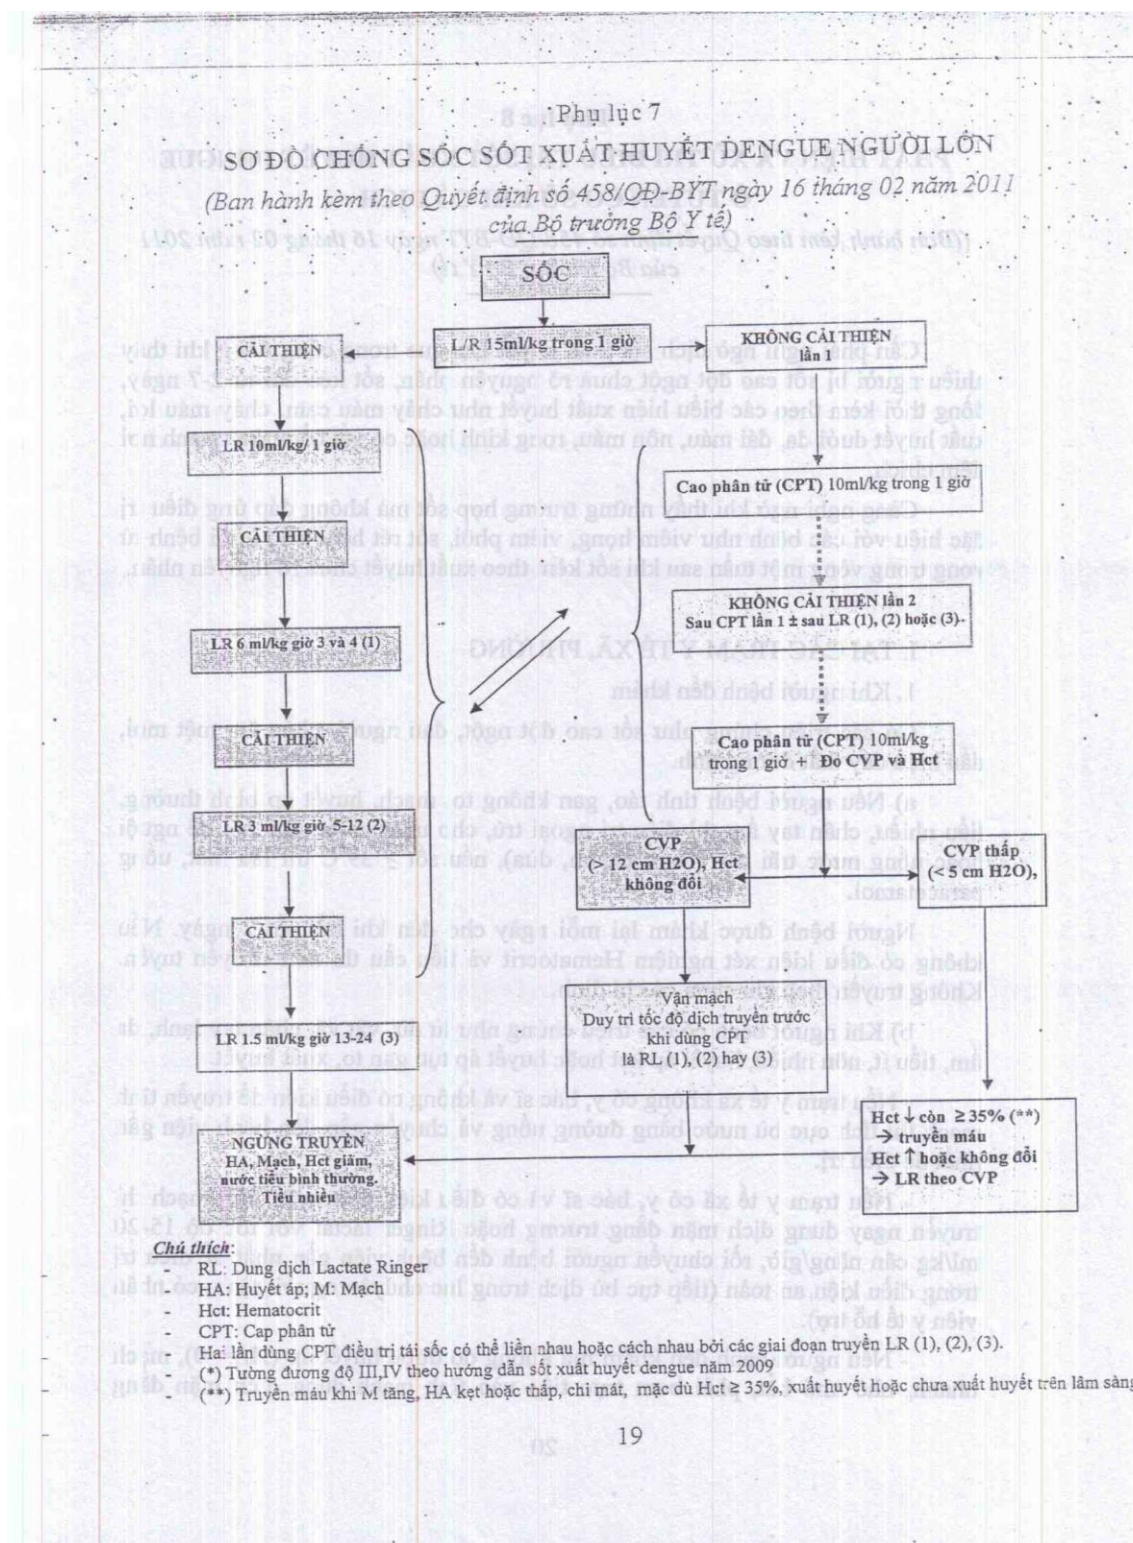 Phụ lục 7
SƠ ĐỒ CHỐNG SỐC SỐT XUẤT HUYẾT DENGUE NGƯỜI LỚN
(Ban hành kèm theo Quyết định số 458/QĐ-BYT ngày 16 tháng 02 năm 2011
của Bộ trưởng Bộ Y tế)
SỐC
L/R 15ml/kg trong 1 giờ
CẢI THIỆN
KHÔNG CẢI THIỆN
lần 1
LR 10ml/kg/ 1 giờ
CẢI THIỆN
LR 6 ml/kg giờ 3 và 4 (1)
CẢI THIỆN
LR 3 ml/kg giờ 5-12 (2)
CẢI THIỆN
LR 1.5 ml/kg giờ 13-24 (3)
NGỪNG TRUYỀN
HA, Mạch, Hct giảm,
nước tiểu bình thường.
Tiểu nhiều
Cao phân tử (CPT) 10ml/kg trong 1 giờ
KHÔNG CẢI THIỆN lần 2
Sau CPT lần 1 ± sau LR (1), (2) hoặc (3).
Cao phân tử (CPT) 10ml/kg
trong 1 giờ + Đo CVP và Hct
CVP
(> 12 cm H2O), Hct
không đổi
CVP thấp
(< 5 cm H2O),
Vận mạch
Duy trì tốc độ dịch truyền trước
khi dùng CPT
là RL (1), (2) hay (3)
Hct ↓ còn ≥ 35% (**)
→ truyền máu
Hct ↑ hoặc không đổi
→ LR theo CVP
Chú thích:
RL: Dung dịch Lactate Ringer
- HA: Huyết áp; M: Mạch
- Hct: Hematocrit
- CPT: Cap phân tử
Hai lần dùng CPT điều trị tái sốc có thể liền nhau hoặc cách nhau bởi các giai đoạn truyền LR (1), (2), (3).
- (*) Tương đương độ III,IV theo hướng dẫn sốt xuất huyết dengue năm 2009
- (**) Truyền máu khi M tăng, HA kẹt hoặc thấp, chi mát, mặc dù Hct ≥ 35%, xuất huyết hoặc chưa xuất huyết trên lâm sàng
19